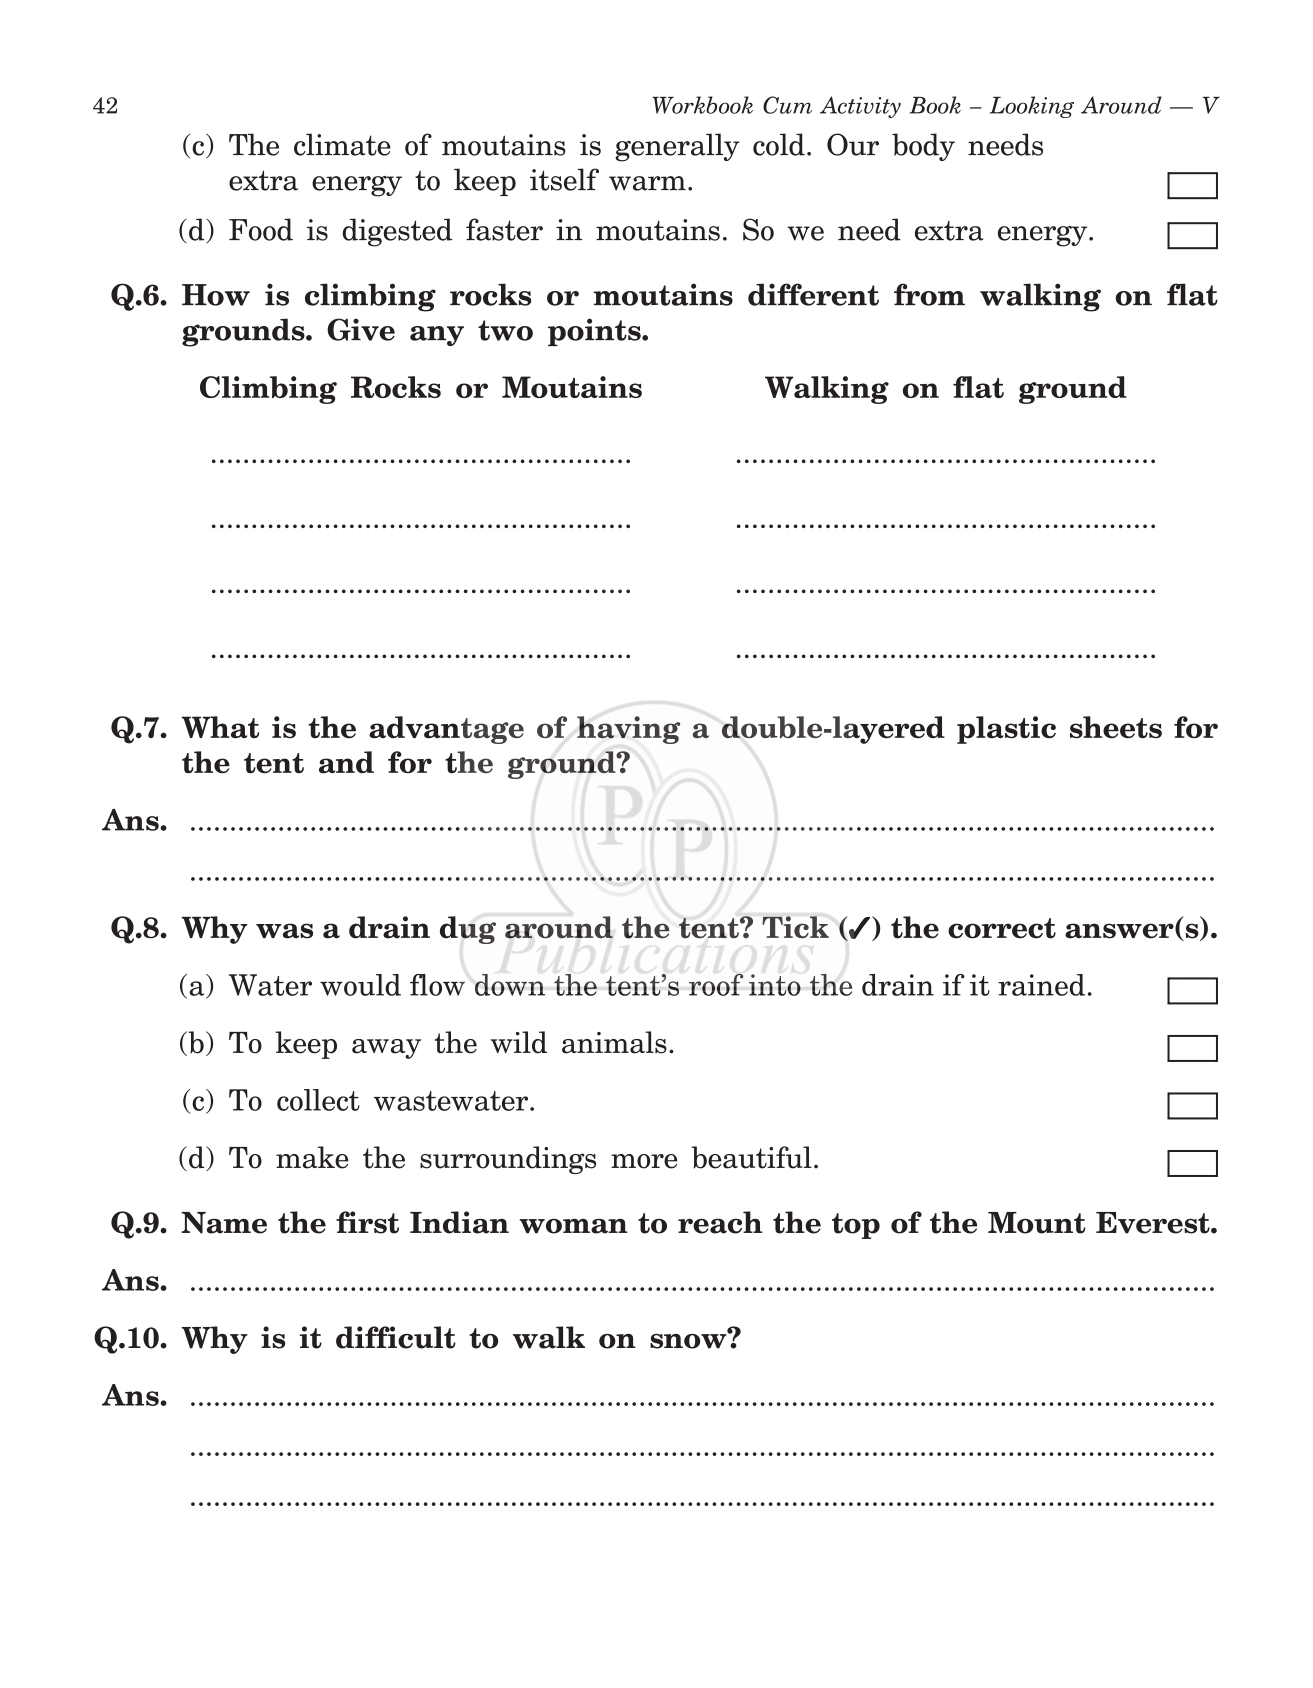 42 Workbook Cum Activity Book – Looking Around — V
(c) The climate of moutains is generally cold. Our body needs
extra energy to keep itself warm.
(d) Food is digested faster in moutains. So we need extra energy.
Q.6. How is climbing rocks or moutains different from walking on flat
grounds. Give any two points.
Climbing Rocks or Moutains Walking on flat ground
Q.7. What is the advantage of having a double-layered plastic sheets for
the tent and for the ground?
Ans.
PP
Q.8. Why was a drain dug around the tent? Tick (✓) the correct answer(s).
Publications
(a) Water would flow down the tent's roof into the drain if it rained.
(b) To keep away the wild animals.
(c) To collect wastewater.
(d) To make the surroundings more beautiful.
Q.9. Name the first Indian woman to reach the top of the Mount Everest.
Ans.
Q.10. Why is it difficult to walk on snow?
Ans.